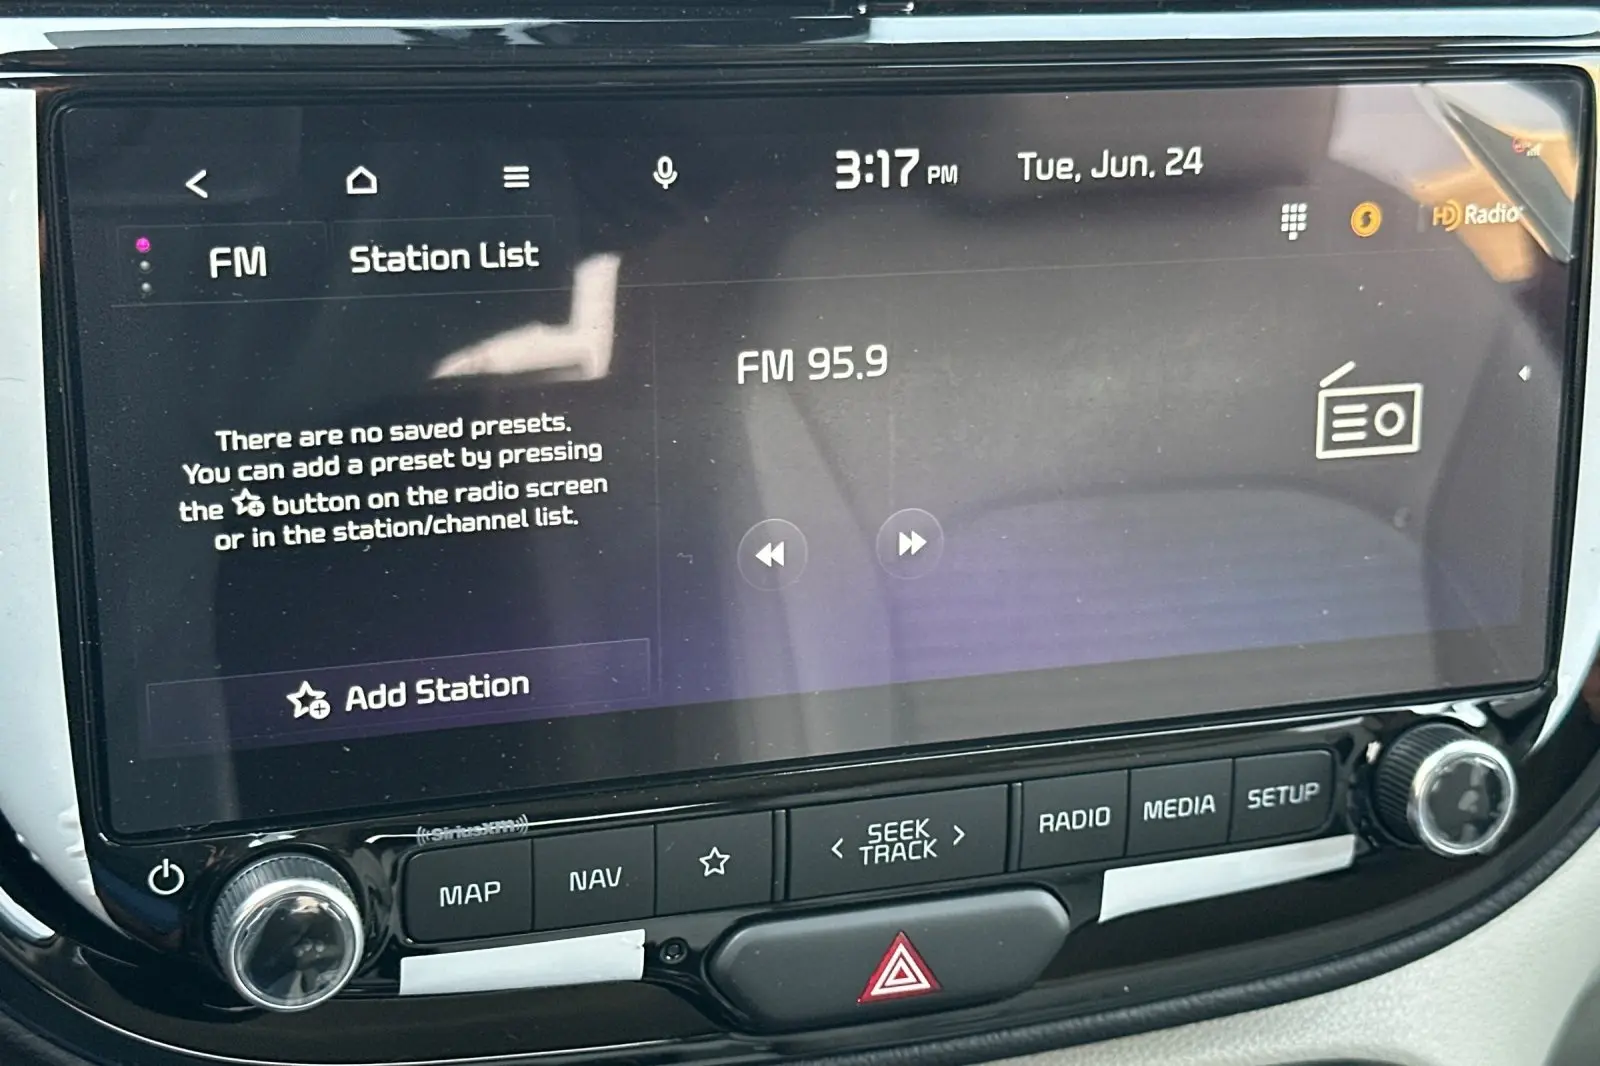 3:17 PM
Tue, Jun. 24
HD Radio
FM
Station List
FM 95.9
There are no saved presets.
You can add a preset by pressing
the button on the radio screen
or in the station/channel list.
Add Station
((SiriusXM))
MAP
NAV
SEEK
TRACK
RADIO
MEDIA
SETUP